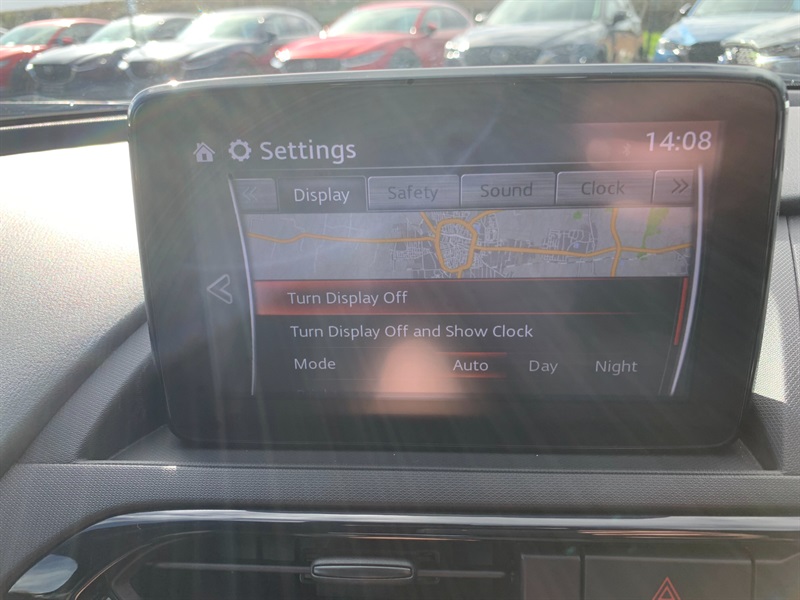 Settings 14:08
Display Safety Sound Clock
Turn Display Off
Turn Display Off and Show Clock
Mode Auto Day Night